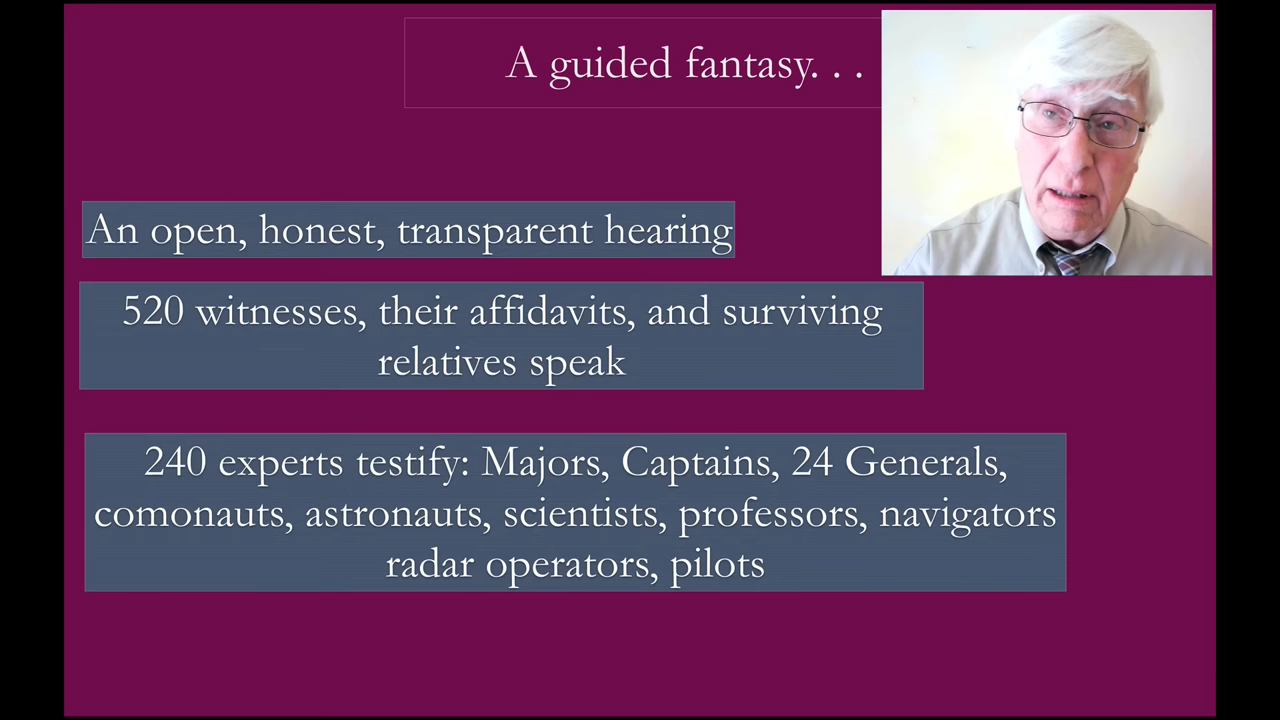 A guided fantasy. . .
An open, honest, transparent hearing
520 witnesses, their affidavits, and surviving
relatives speak
240 experts testify: Majors, Captains, 24 Generals,
comonauts, astronauts, scientists, professors, navigators
radar operators, pilots